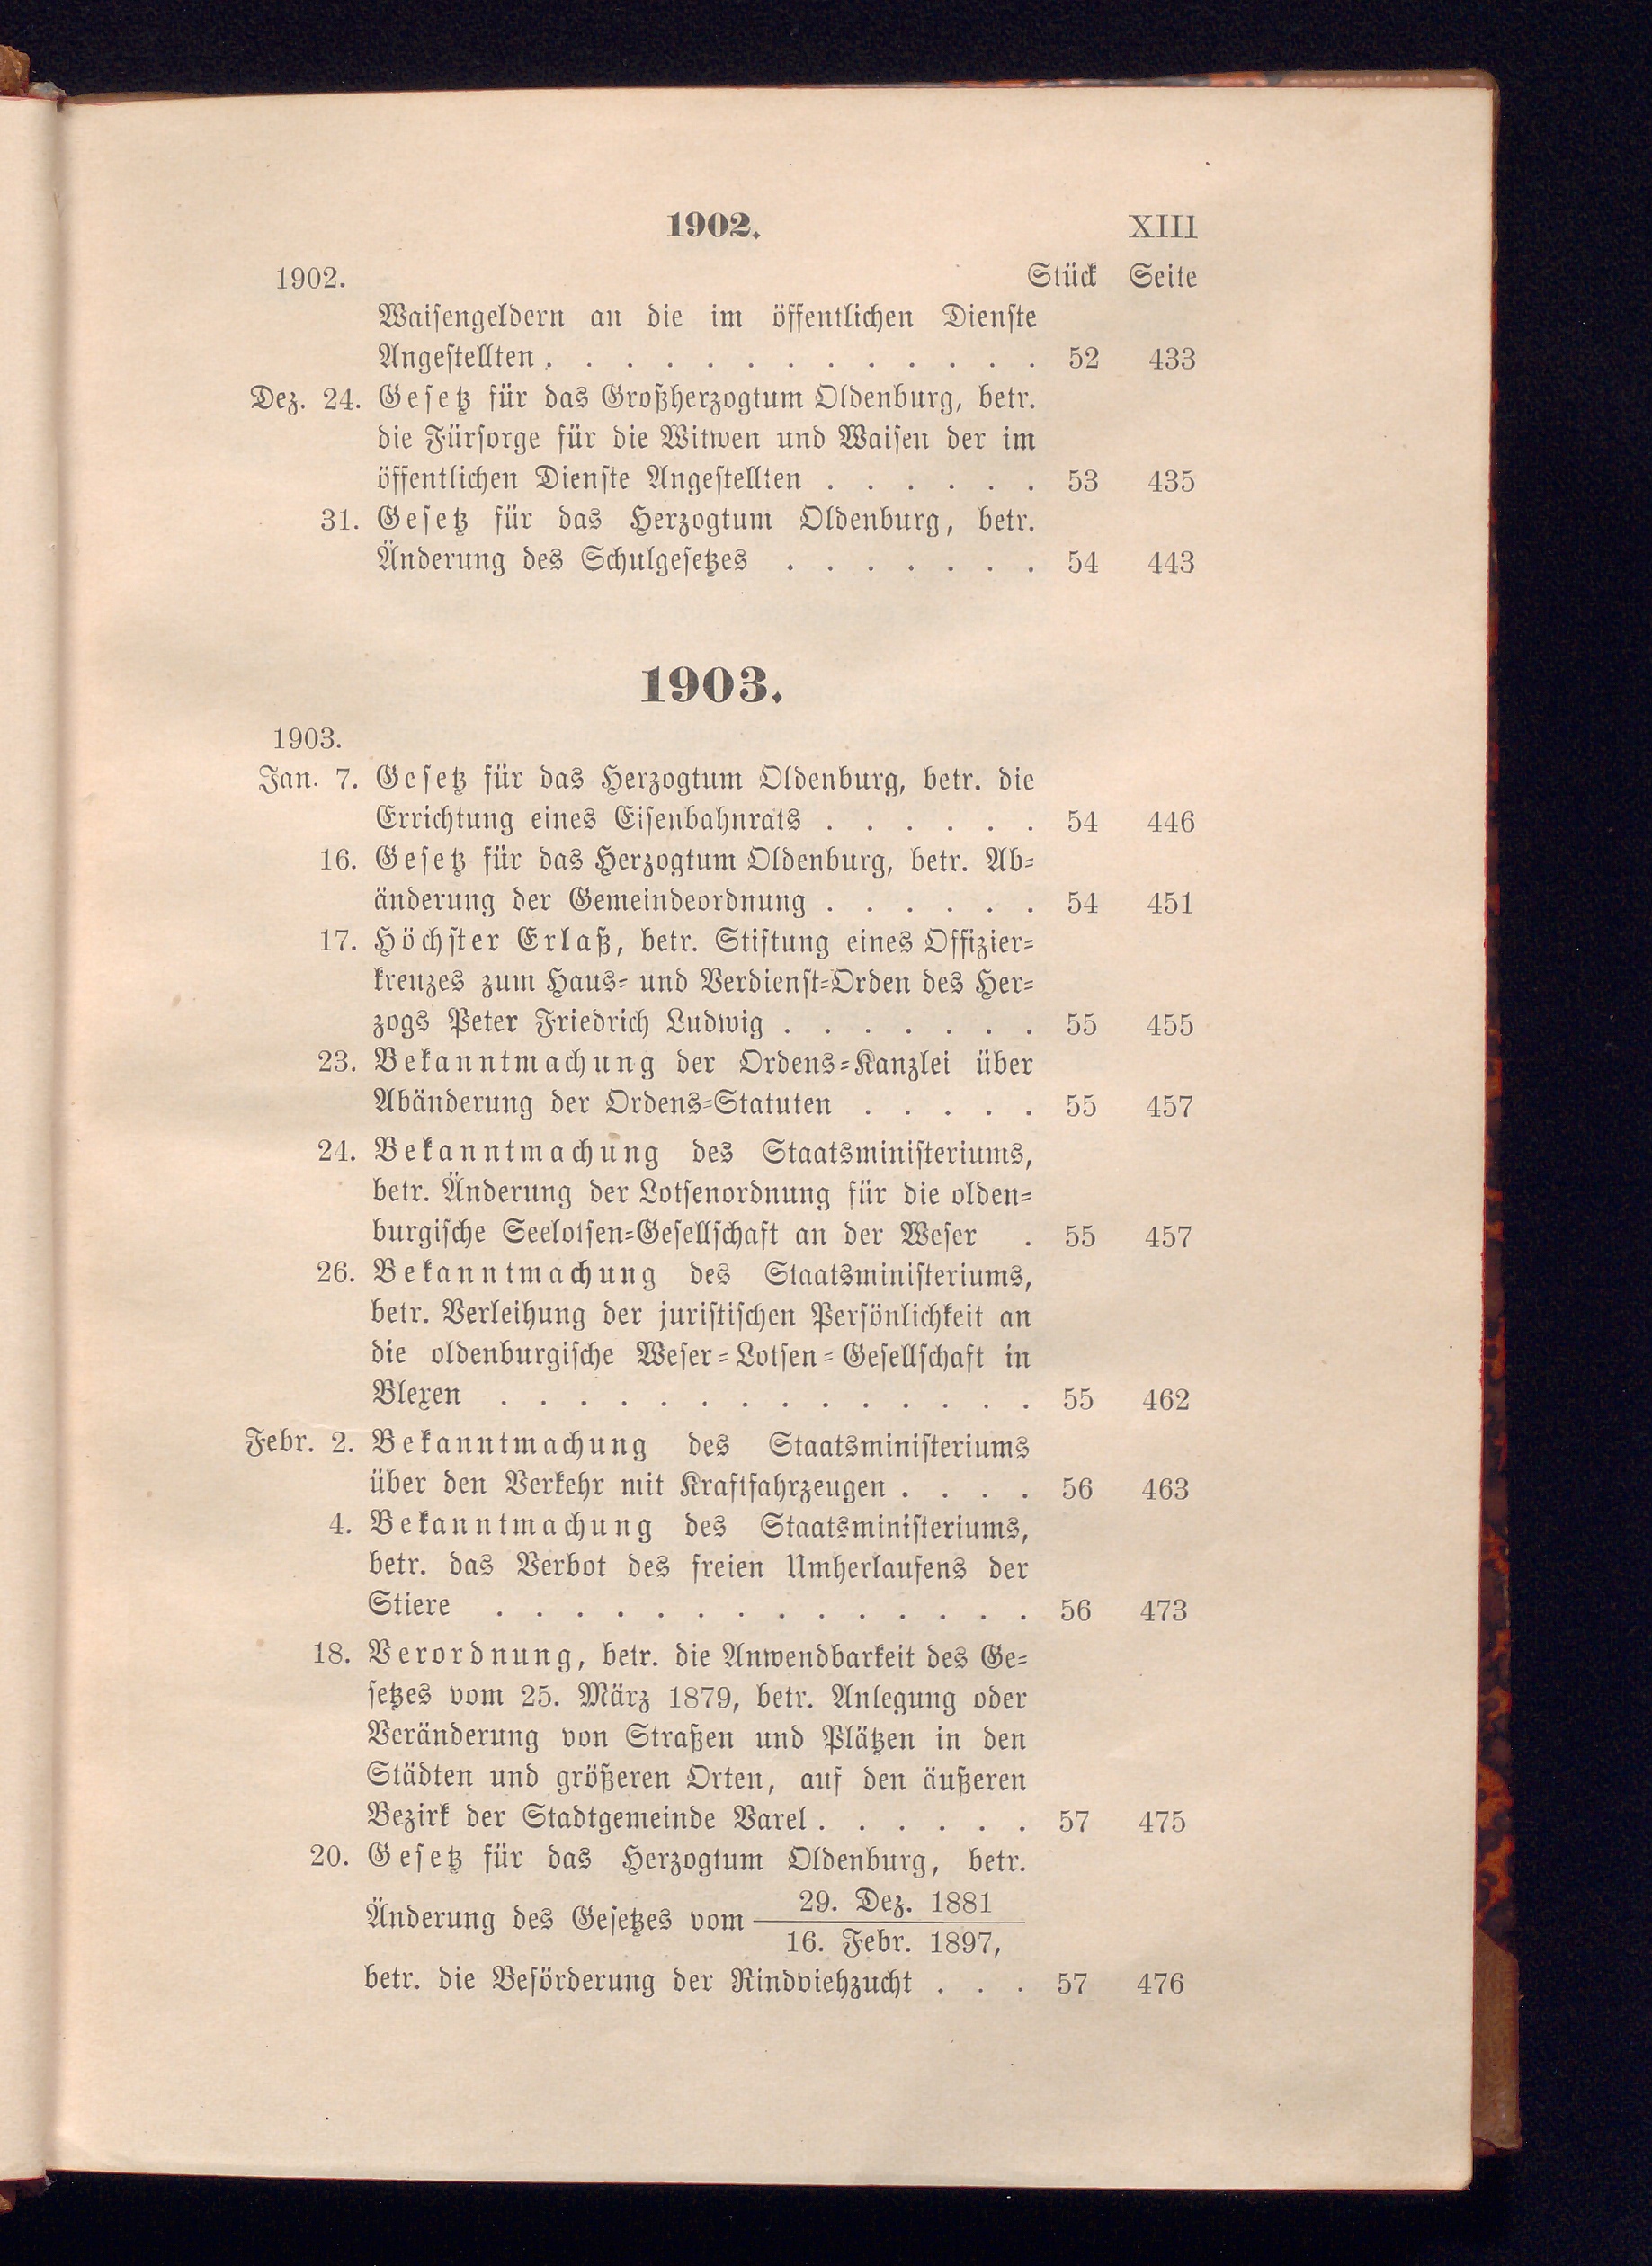 1902. XIII
1902. Stück Seite
Waisengeldern an die im öffentlichen Dienste
Angestellten . . . . . . . . . . . . . 52 433
Dez. 24. Gesetz für das Großherzogtum Oldenburg, betr.
die Fürsorge für die Witwen und Waisen der im
öffentlichen Dienste Angestellten . . . . . . 53 435
31. Gesetz für das Herzogtum Oldenburg, betr.
Änderung des Schulgesetzes . . . . . . . 54 443
1903.
1903.
Jan. 7. Gesetz für das Herzogtum Oldenburg, betr. die
Errichtung eines Eisenbahnrats . . . . . . 54 446
16. Gesetz für das Herzogtum Oldenburg, betr. Ab-
änderung der Gemeindeordnung . . . . . . 54 451
17. Höchster Erlaß, betr. Stiftung eines Offizier-
kreuzes zum Haus- und Verdienst-Orden des Her-
zogs Peter Friedrich Ludwig . . . . . . . 55 455
23. Bekanntmachung der Ordens-Kanzlei über
Abänderung der Ordens-Statuten . . . . . 55 457
24. Bekanntmachung des Staatsministeriums,
betr. Änderung der Lotsenordnung für die olden-
burgische Seelotsen-Gesellschaft an der Weser . 55 457
26. Bekanntmachung des Staatsministeriums,
betr. Verleihung der juristischen Persönlichkeit an
die oldenburgische Weser-Lotsen-Gesellschaft in
Blexen . . . . . . . . . . . . . . 55 462
Febr. 2. Bekanntmachung des Staatsministeriums
über den Verkehr mit Kraftfahrzeugen . . . . 56 463
4. Bekanntmachung des Staatsministeriums,
betr. das Verbot des freien Umherlaufens der
Stiere . . . . . . . . . . . . . . 56 473
18. Verordnung, betr. die Anwendbarkeit des Ge-
setzes vom 25. März 1879, betr. Anlegung oder
Veränderung von Straßen und Plätzen in den
Städten und größeren Orten, auf den äußeren
Bezirk der Stadtgemeinde Varel . . . . . . 57 475
20. Gesetz für das Herzogtum Oldenburg, betr.
29. Dez. 1881
Änderung des Gesetzes vom
16. Febr. 1897,
betr. die Beförderung der Rindviehzucht . . . 57 476